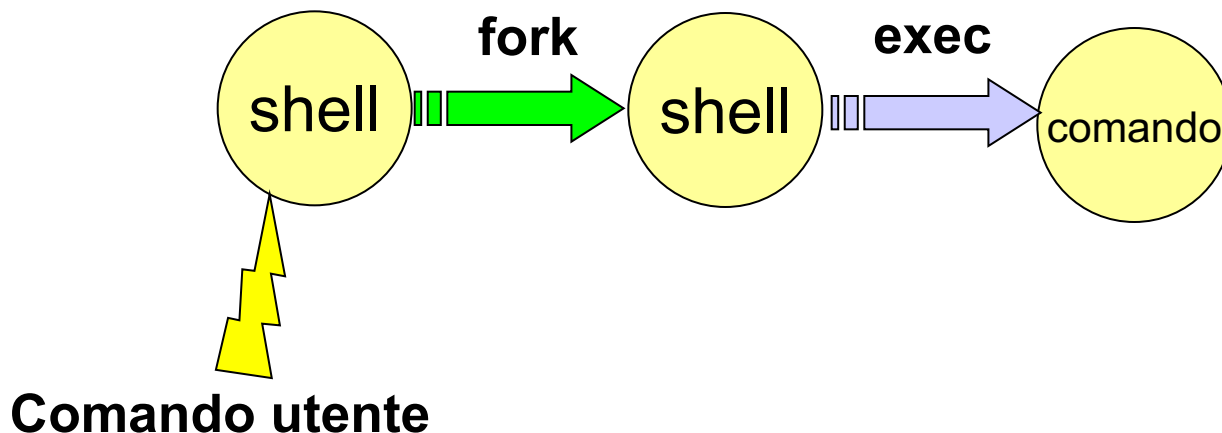 fork
exec
shell
shell
comando
Comando utente